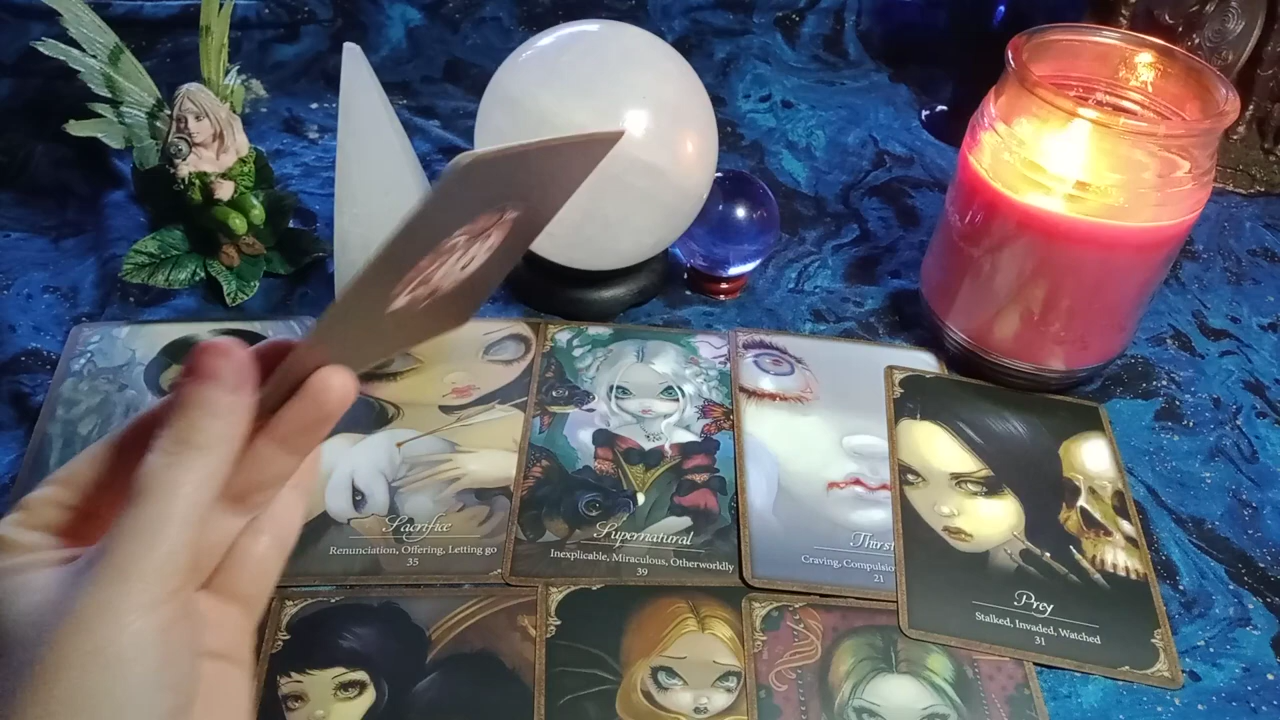 Sacrifice
Renunciation, Offering, Letting go
35
Supernatural
Inexplicable, Miraculous, Otherworldly
39
Thirst
Craving, Compulsio
21
Prey
Stalked, Invaded, Watched
31